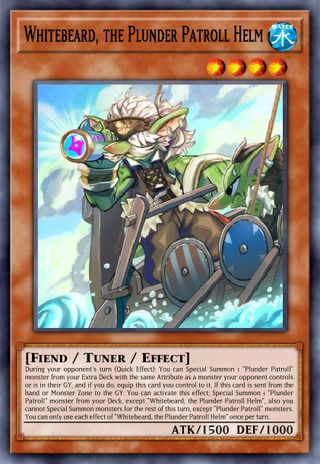 Whitebeard, the Plunder Patroll Helm
WATER
水
[Fiend / Tuner / Effect]
During your opponent's turn (Quick Effect): You can Special Summon 1 "Plunder Patroll"
monster from your Extra Deck with the same Attribute as a monster your opponent controls
or is in their GY, and if you do, equip this card you control to it. If this card is sent from the
hand or Monster Zone to the GY: You can activate this effect; Special Summon 1 "Plunder
Patroll" monster from your Deck, except "Whitebeard, the Plunder Patroll Helm", also you
cannot Special Summon monsters for the rest of this turn, except "Plunder Patroll" monsters.
You can only use each effect of "Whitebeard, the Plunder Patroll Helm" once per turn.
ATK/1500 DEF/1000